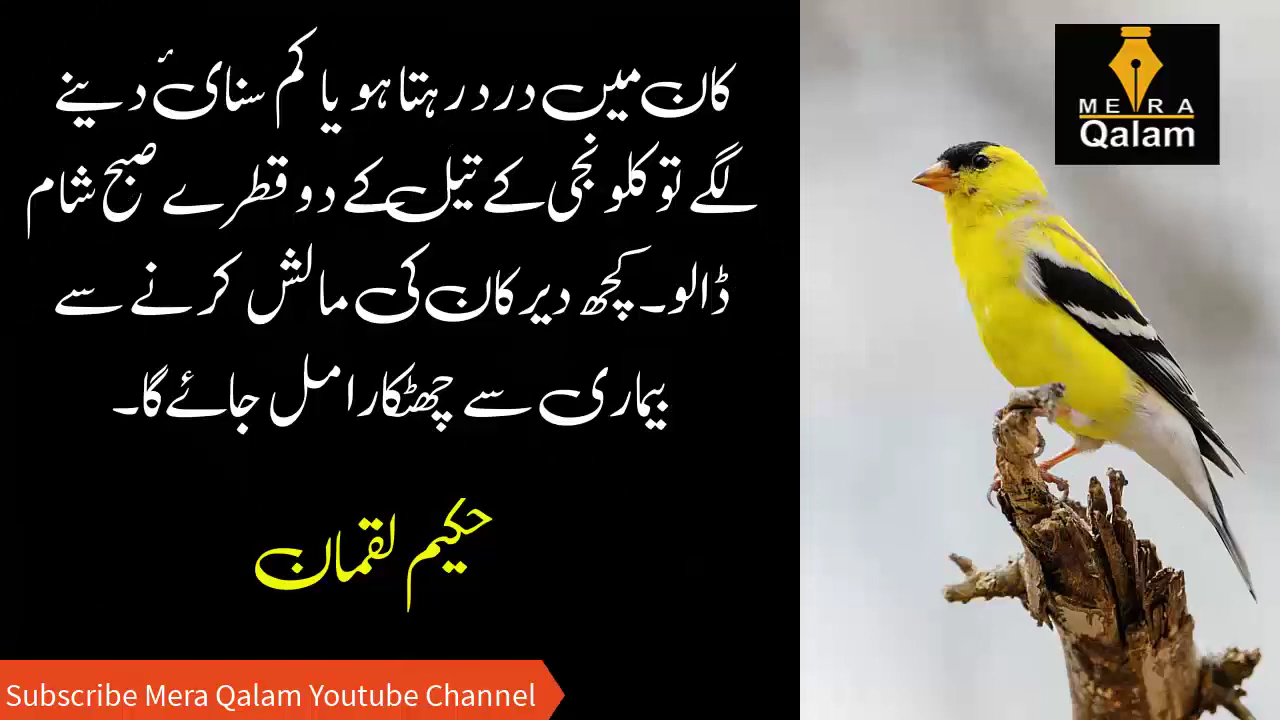 کان میں درد رہتا ہو یا کم سنائ دینے
لگے تو کلونجی کے تیل کے دو قطرے صبح شام
ڈالو۔ کچھ دیر کان کی مالش کرنے سے
بیماری سے چھٹکارا مل جائے گا۔
حکیم لقمان
MERA
Qalam
Subscribe Mera Qalam Youtube Channel